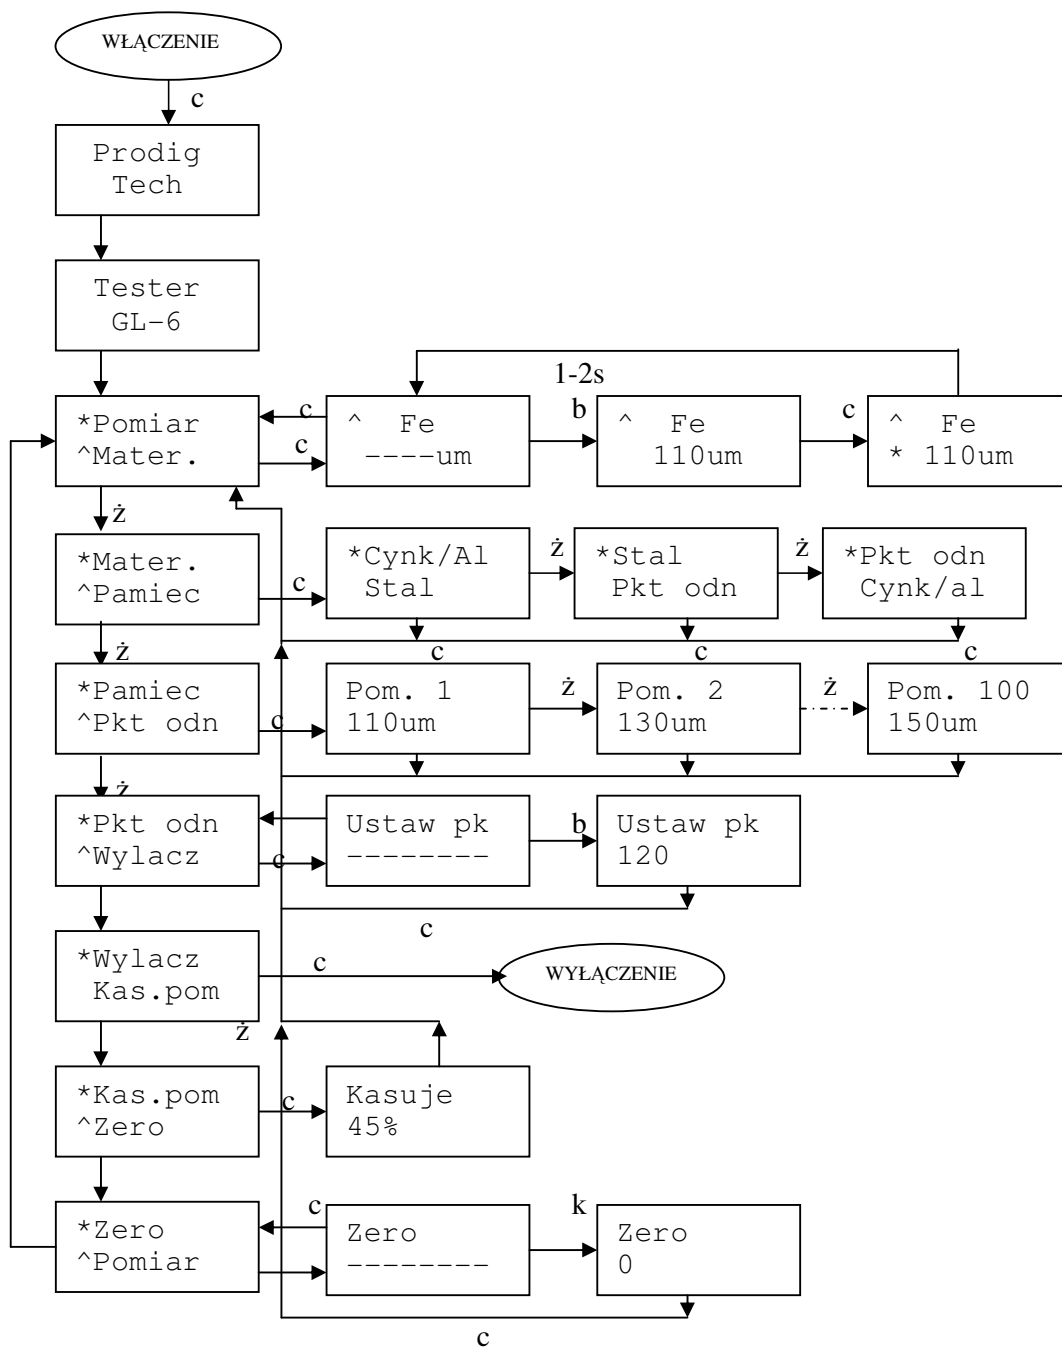 WŁĄCZENIE
c
Prodig
Tech
Tester
GL-6
1-2s
*Pomiar
^Mater.
c
c
^ Fe
----um
b
^ Fe
110um
c
^ Fe
* 110um
ż
*Mater.
^Pamiec
c
*Cynk/Al
Stal
ż
*Stal
Pkt odn
ż
*Pkt odn
Cynk/al
c
c
c
ż
*Pamiec
^Pkt odn
c
Pom. 1
110um
ż
Pom. 2
130um
ż
Pom. 100
150um
ż
*Pkt odn
^Wylacz
c
Ustaw pk
--------
b
Ustaw pk
120
c
*Wylacz
Kas.pom
c
WYŁĄCZENIE
ż
*Kas.pom
^Zero
c
Kasuje
45%
*Zero
^Pomiar
c
Zero
--------
k
Zero
0
c